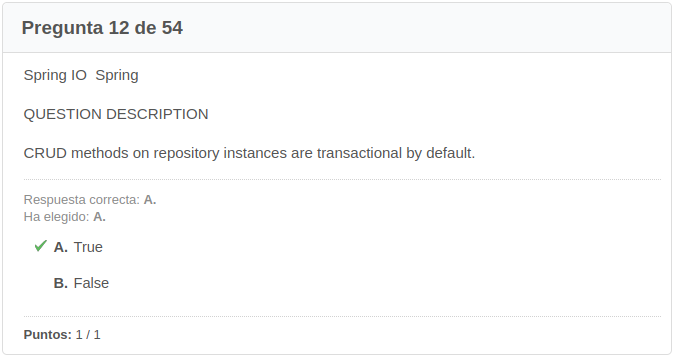 Pregunta 12 de 54
Spring IO  Spring
QUESTION DESCRIPTION
CRUD methods on repository instances are transactional by default.
Respuesta correcta: A.
Ha elegido: A.
A. True
B. False
Puntos: 1 / 1